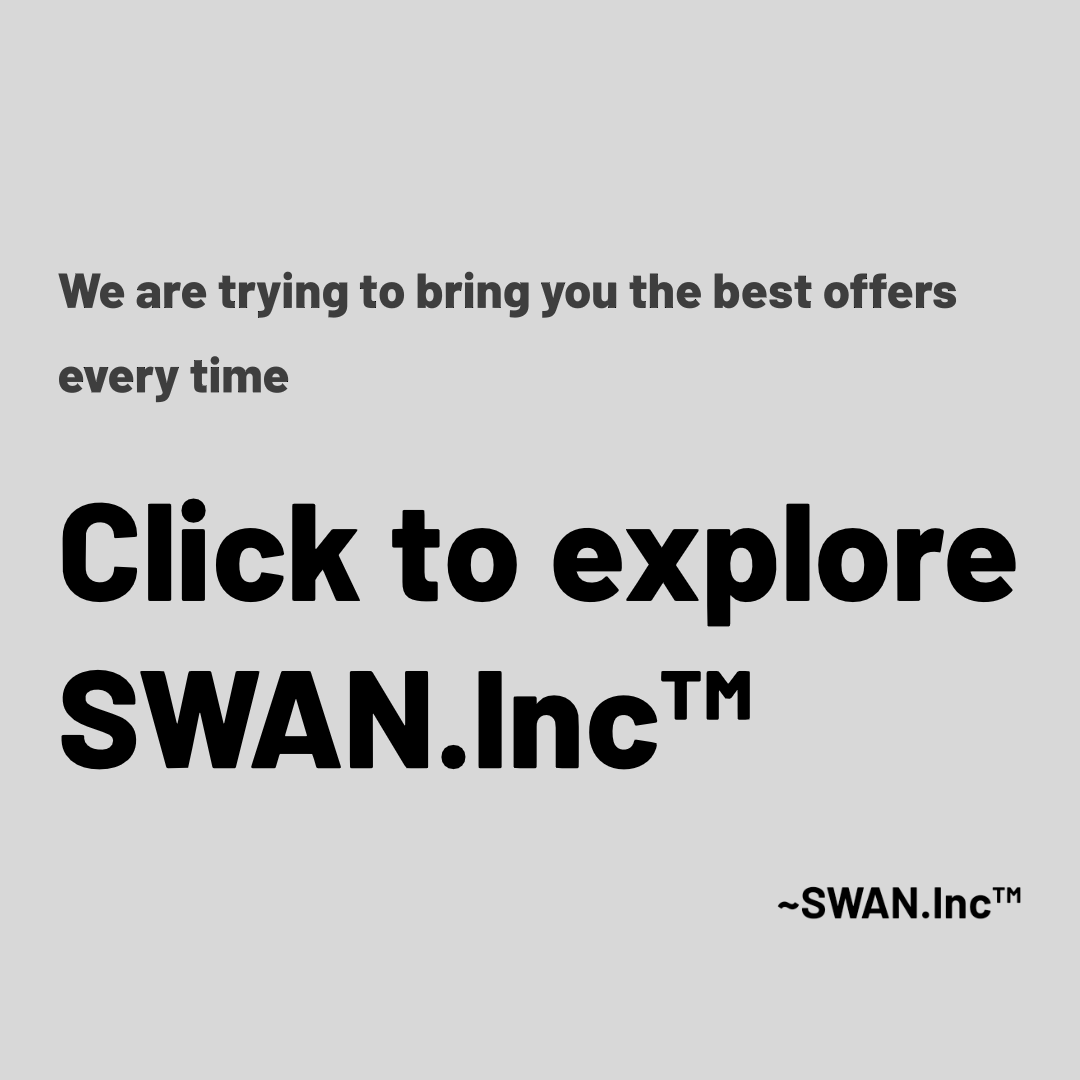 We are trying to bring you the best offers
every time
Click to explore
SWAN.Inc™
~SWAN.Inc™